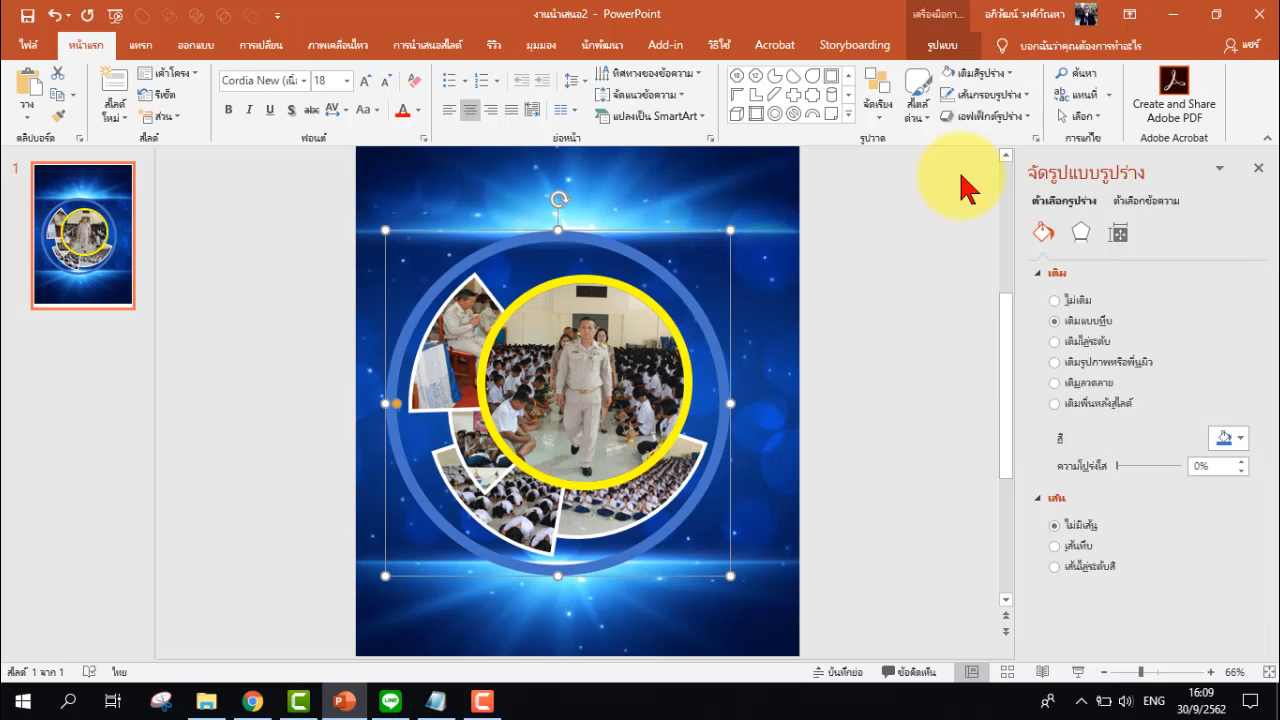 งานนำเสนอ2 - PowerPoint
เครื่องมือกา...
อภิวัฒน์ วงศ์กัณหา
ไฟล์
หน้าแรก
แทรก
ออกแบบ
การเปลี่ยน
ภาพเคลื่อนไหว
การนำเสนอสไลด์
รีวิว
มุมมอง
นักพัฒนา
Add-in
วิธีใช้
Acrobat
Storyboarding
รูปแบบ
บอกฉันว่าคุณต้องการทำอะไร
แชร์
วาง
คลิปบอร์ด
สไลด์ใหม่
เค้าโครง
รีเซ็ต
ส่วน
สไลด์
Cordia New (เนื้
18
B I U S abc AV Aa A
ฟอนต์
ทิศทางของข้อความ
จัดแนวข้อความ
แปลงเป็น SmartArt
ย่อหน้า
จัดเรียง
สไตล์ด่วน
เติมสีรูปร่าง
เส้นกรอบรูปร่าง
เอฟเฟ็กต์รูปร่าง
รูปวาด
ค้นหา
แทนที่
เลือก
การแก้ไข
Create and Share
Adobe PDF
Adobe Acrobat
1
จัดรูปแบบรูปร่าง
ตัวเลือกรูปร่าง
ตัวเลือกข้อความ
เติม
ไม่เติม
เติมแบบทึบ
เติมไล่ระดับ
เติมรูปภาพหรือพื้นผิว
เติมลวดลาย
เติมพื้นหลังสไลด์
สี
ความโปร่งใส
0%
เส้น
ไม่มีเส้น
เส้นทึบ
เส้นไล่ระดับสี
สไลด์ 1 จาก 1
ไทย
บันทึกย่อ
ข้อคิดเห็น
66%
ENG
16:09
30/9/2562